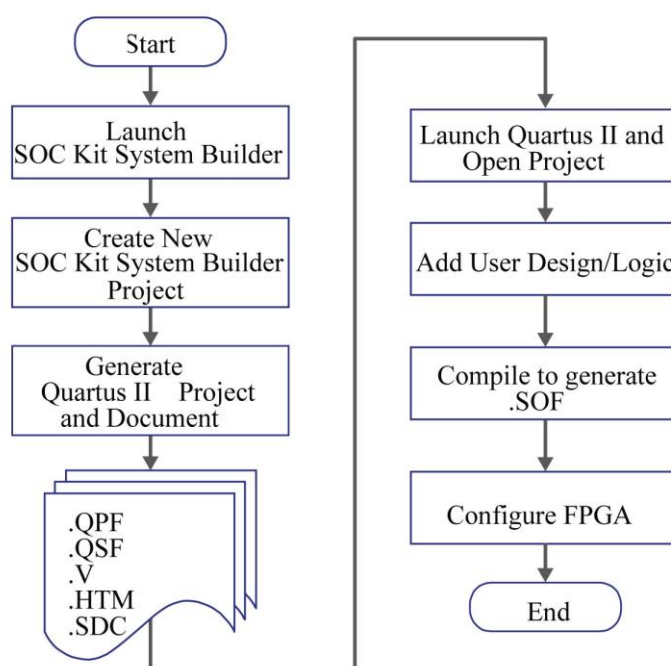 Start
Launch
SOC Kit System Builder
Create New
SOC Kit System Builder
Project
Generate
Quartus II Project
and Document
.QPF
.QSF
.V
.HTM
.SDC
Launch Quartus II and
Open Project
Add User Design/Logic
Compile to generate
.SOF
Configure FPGA
End